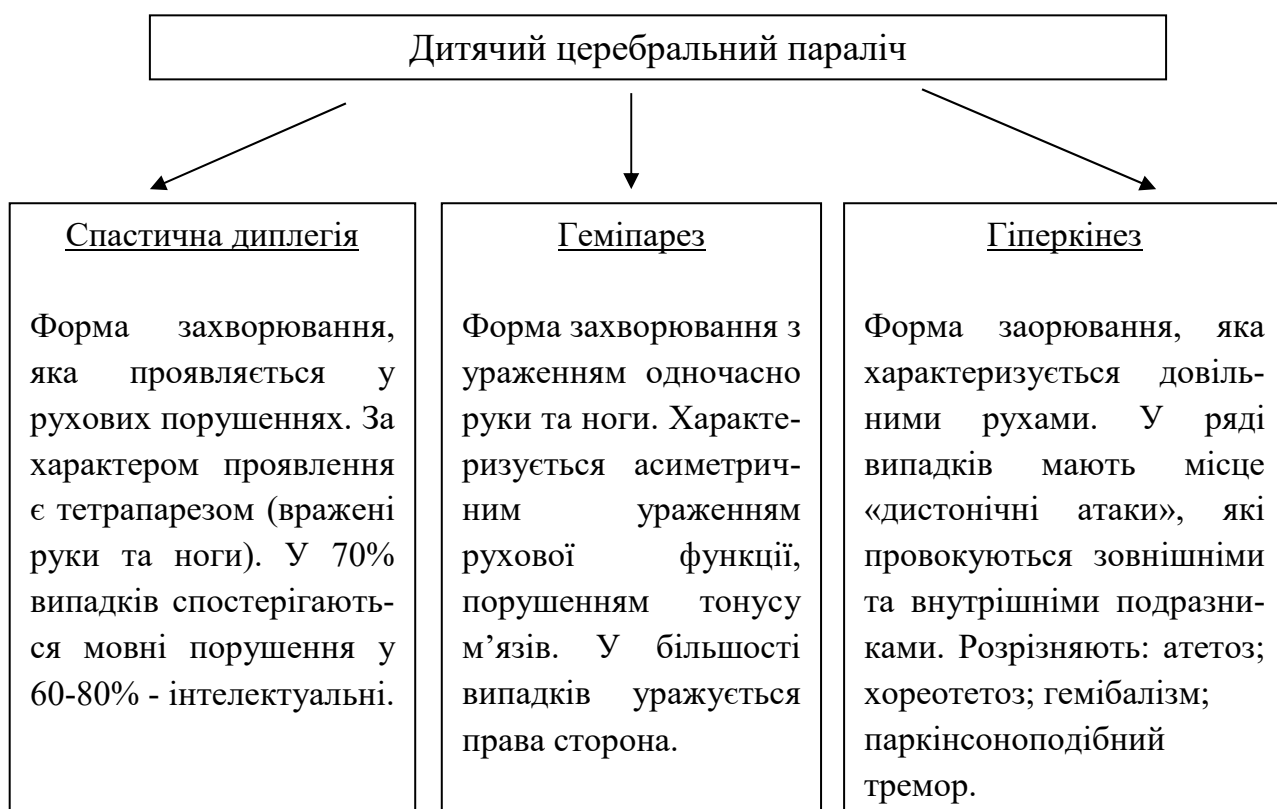 Дитячий церебральний параліч
Спастична диплегія
Форма захворювання,
яка проявляється у
рухових порушеннях. За
характером проявлення
є тетрапарезом (вражені
руки та ноги). У 70%
випадків спостерігають-
ся мовні порушення у
60-80% - інтелектуальні.
Геміпарез
Форма захворювання з
ураженням одночасно
руки та ноги. Характе-
ризується асиметрич-
ним ураженням
рухової функції,
порушенням тонусу
м’язів. У більшості
випадків уражується
права сторона.
Гіперкінез
Форма заорювання, яка
характеризується довіль-
ними рухами. У ряді
випадків мають місце
«дистонічні атаки», які
провокуються зовнішніми
та внутрішніми подразни-
ками. Розрізняють: атетоз;
хореотетоз; гемібалізм;
паркінсоноподібний
тремор.